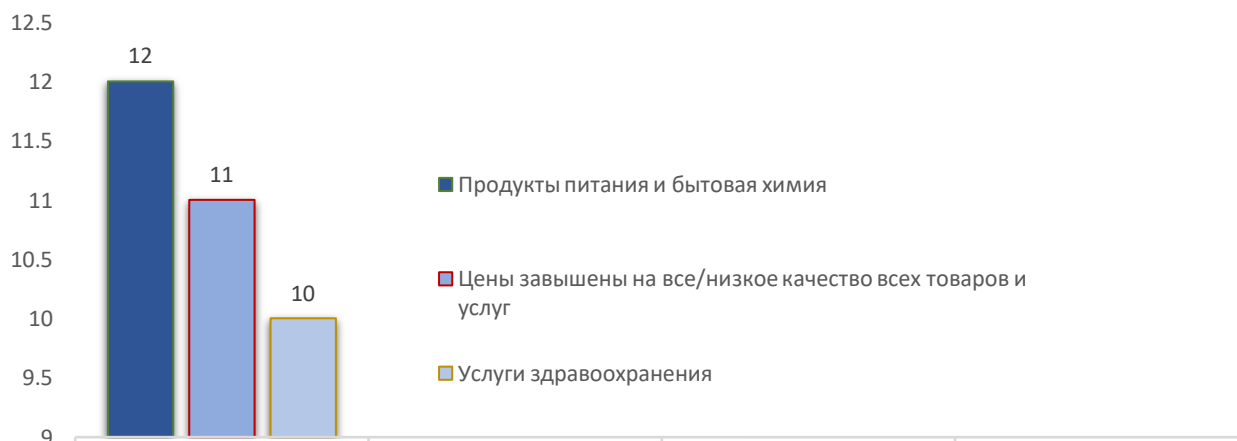 12.5
12
11.5
11
10.5
10
9.5
9
12
11
10
Продукты питания и бытовая химия
Цены завышены на все/низкое качество всех товаров и
услуг
Услуги здравоохранения